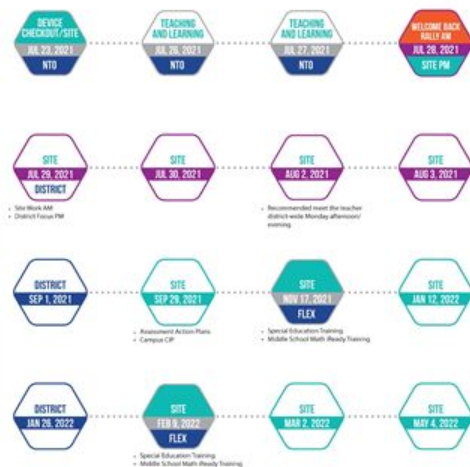 DEVICE CHECKOUT/SITE
JUL 23, 2021
NTO
TEACHING AND LEARNING
JUL 26, 2021
NTO
TEACHING AND LEARNING
JUL 27, 2021
NTO
WELCOME BACK RALLY AM
JUL 28, 2021
SITE PM
SITE
JUL 29, 2021
DISTRICT
• Site Work AM
• District Focus PM
SITE
JUL 30, 2021
SITE
AUG 2, 2021
• Recommended meet the teacher
district-wide Monday afternoon/
evening
SITE
AUG 3, 2021
DISTRICT
SEP 1, 2021
SITE
SEP 29, 2021
• Assessment Action Plans
• Campus CIP
SITE
NOV 17, 2021
FLEX
• Special Education Training
• Middle School Math iReady Training
SITE
JAN 12, 2022
DISTRICT
JAN 26, 2022
SITE
FEB 9, 2022
FLEX
• Special Education Training
• Middle School Math iReady Training
SITE
MAR 2, 2022
SITE
MAY 4, 2022